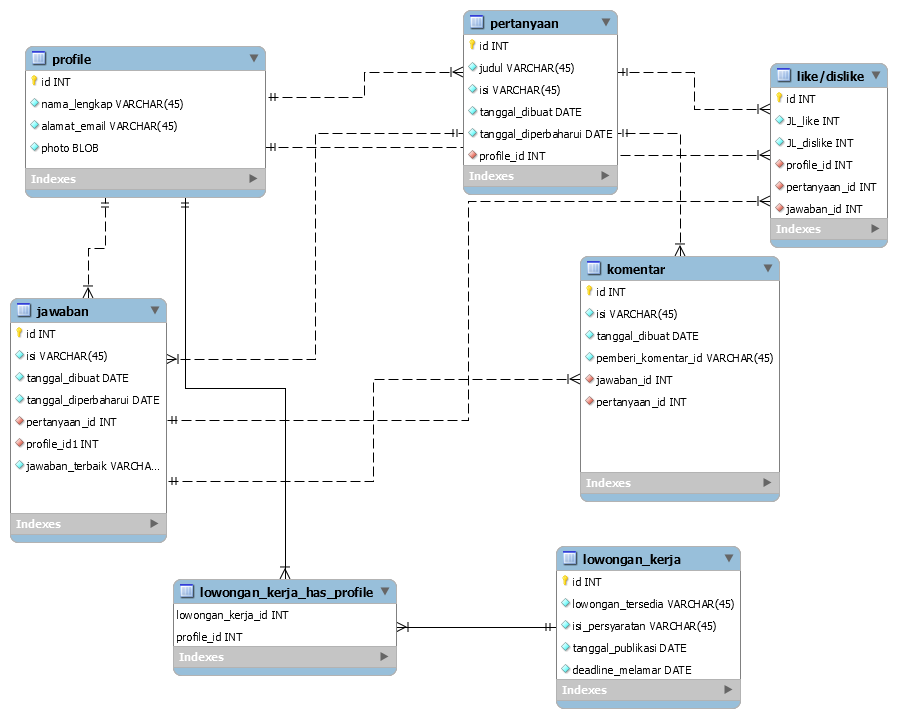 profile
id INT
nama_lengkap VARCHAR(45)
alamat_email VARCHAR(45)
photo BLOB
Indexes
pertanyaan
id INT
judul VARCHAR(45)
isi VARCHAR(45)
tanggal_dibuat DATE
tanggal_diperbaharui DATE
profile_id INT
Indexes
like/dislike
id INT
JL_like INT
JL_dislike INT
profile_id INT
pertanyaan_id INT
jawaban_id INT
Indexes
jawaban
id INT
isi VARCHAR(45)
tanggal_dibuat DATE
tanggal_diperbaharui DATE
pertanyaan_id INT
profile_id1 INT
jawaban_terbaik VARCHA...
Indexes
komentar
id INT
isi VARCHAR(45)
tanggal_dibuat DATE
pemberi_komentar_id VARCHAR(45)
jawaban_id INT
pertanyaan_id INT
Indexes
lowongan_kerja_has_profile
lowongan_kerja_id INT
profile_id INT
Indexes
lowongan_kerja
id INT
lowongan_tersedia VARCHAR(45)
isi_persyaratan VARCHAR(45)
tanggal_publikasi DATE
deadline_melamar DATE
Indexes